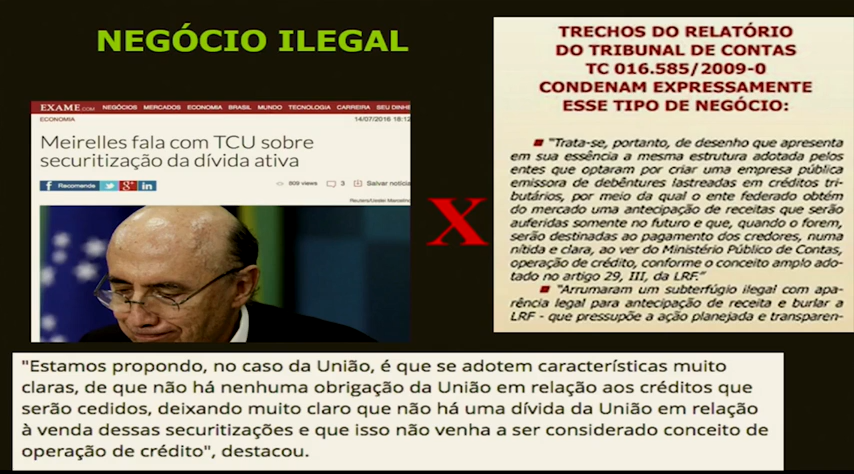 NEGÓCIO ILEGAL
EXAME.COM NEGÓCIOS MERCADOS ECONOMIA BRASIL MUNDO TECNOLOGIA CARREIRA SEU DINHE
ECONOMIA 14/07/2016 18:12
Meirelles fala com TCU sobre
securitização da dívida ativa
f Recomende g+ in 909 views 3 Salvar notícia
X
TRECHOS DO RELATÓRIO
DO TRIBUNAL DE CONTAS
TC 016.585/2009-0
CONDENAM EXPRESSAMENTE
ESSE TIPO DE NEGÓCIO:
"Trata-se, portanto, de desenho que apresenta
em sua essência a mesma estrutura adotada pelos
entes que optaram por criar uma empresa pública
emissora de debêntures lastreadas em créditos tri-
butários, por meio da qual o ente federado obtém
do mercado uma antecipação de receitas que serão
auferidas somente no futuro e que, quando o forem,
serão destinadas ao pagamento dos credores, numa
nítida e clara, ao ver do Ministério Público de Contas,
operação de crédito, conforme o conceito amplo ado-
tado no artigo 29, III, da LRF."
"Arrumaram um subterfúgio ilegal com apa-
rência legal para antecipação de receita e burlar a
LRF - que pressupõe a ação planejada e transparen-
"Estamos propondo, no caso da União, é que se adotem características muito
claras, de que não há nenhuma obrigação da União em relação aos créditos que
serão cedidos, deixando muito claro que não há uma dívida da União em relação
à venda dessas securitizações e que isso não venha a ser considerado conceito de
operação de crédito", destacou.